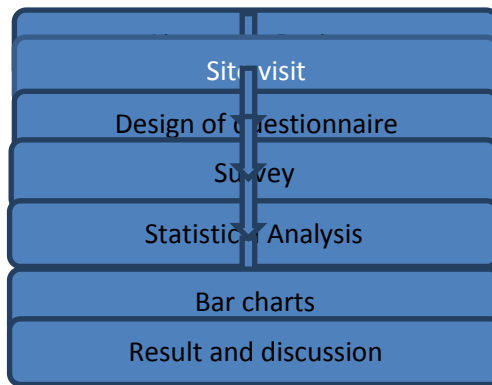 Site visit
Design of questionnaire
Survey
Statistical Analysis
Bar charts
Result and discussion